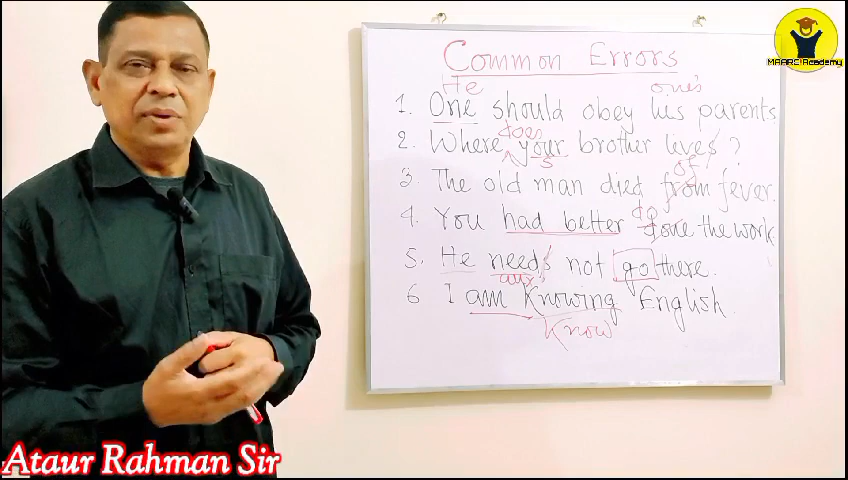 Common Errors
He one's
1. One should obey his parents
does
2. Where your brother lives ?
s of
3. The old man died from fever.
do
4. You had better done the work
5. He needs not go there.
aux.
6 I am Knowing English.
Know
MAARC Academy
Ataur Rahman Sir